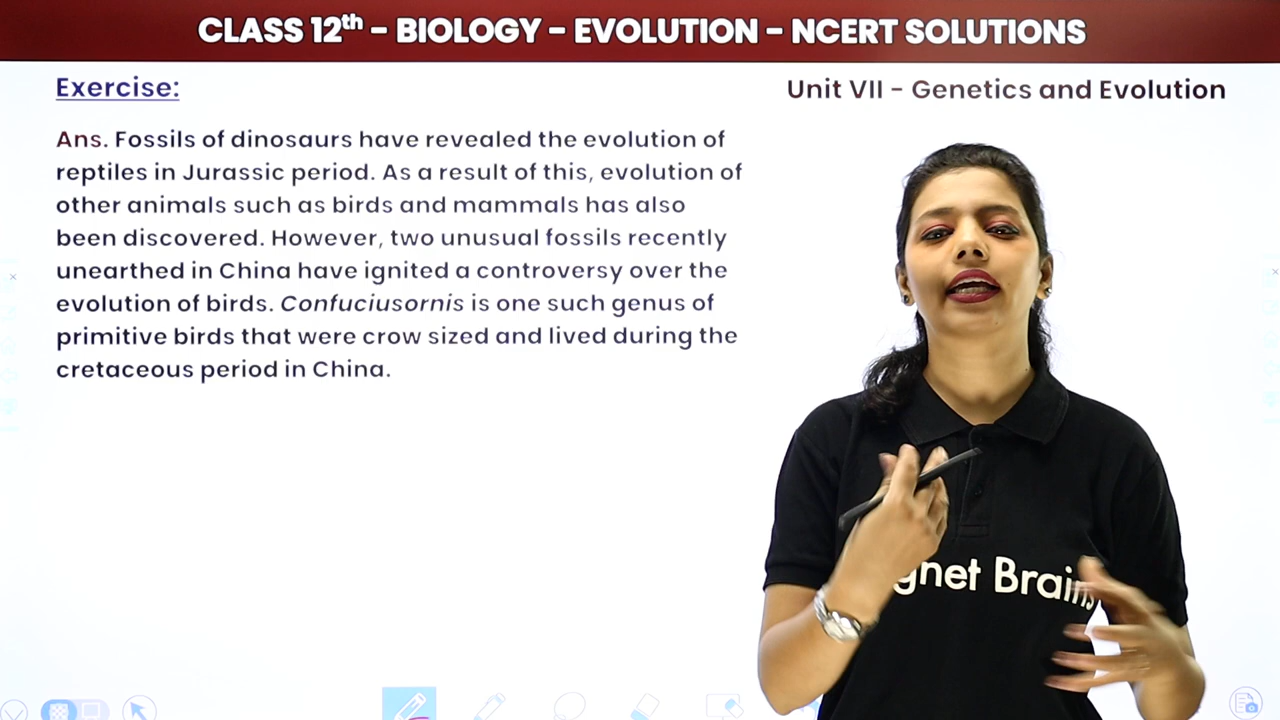 CLASS 12th – BIOLOGY – EVOLUTION – NCERT SOLUTIONS
Exercise:
Unit VII – Genetics and Evolution
Ans. Fossils of dinosaurs have revealed the evolution of
reptiles in Jurassic period. As a result of this, evolution of
other animals such as birds and mammals has also
been discovered. However, two unusual fossils recently
unearthed in China have ignited a controversy over the
evolution of birds. Confuciusornis is one such genus of
primitive birds that were crow sized and lived during the
cretaceous period in China.
gnet Brains